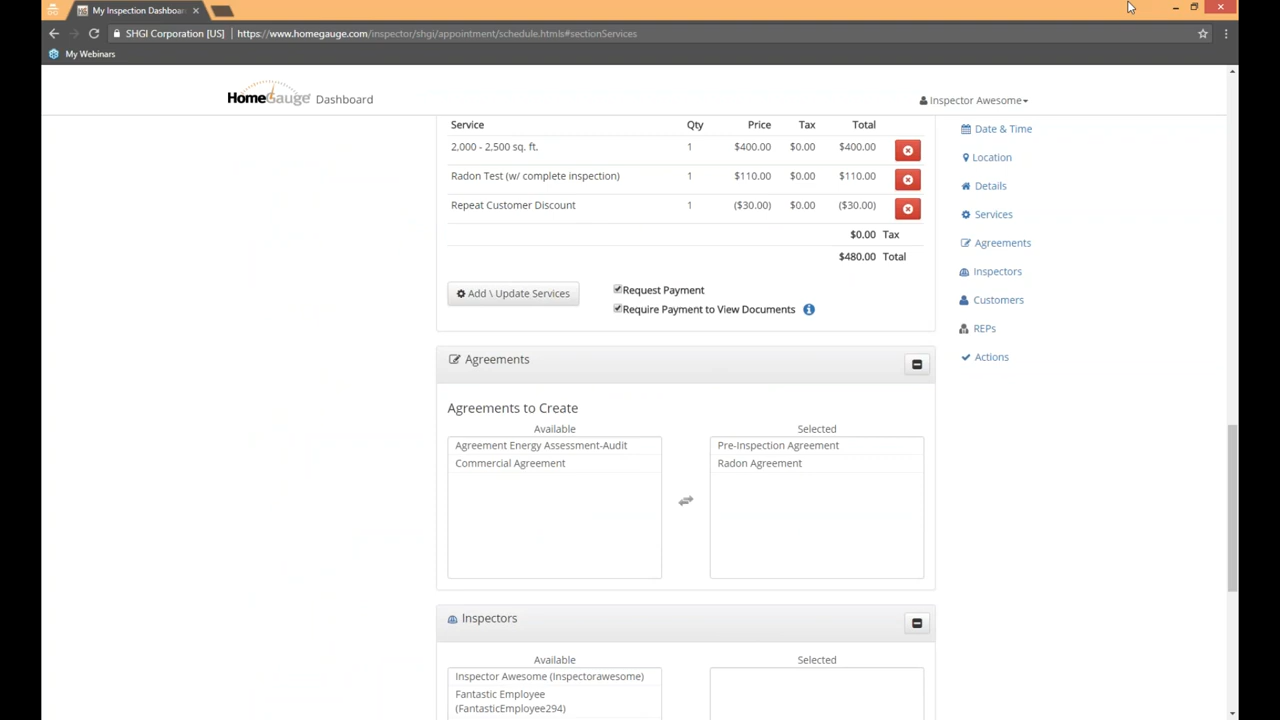 My Inspection Dashboa
SHGI Corporation [US] https://www.homegauge.com/inspector/shgi/appointment/schedule.htmls#sectionServices
My Webinars
HomeGauge Dashboard
Inspector Awesome
Service Qty Price Tax Total
2,000 - 2,500 sq. ft. 1 $400.00 $0.00 $400.00
Radon Test (w/ complete inspection) 1 $110.00 $0.00 $110.00
Repeat Customer Discount 1 ($30.00) $0.00 ($30.00)
$0.00 Tax
$480.00 Total
Add \ Update Services
Request Payment
Require Payment to View Documents
Agreements
Agreements to Create
Available Selected
Agreement Energy Assessment-Audit
Commercial Agreement
Pre-Inspection Agreement
Radon Agreement
Inspectors
Available Selected
Inspector Awesome (Inspectorawesome)
Fantastic Employee
(FantasticEmployee294)
Date & Time
Location
Details
Services
Agreements
Inspectors
Customers
REPs
Actions